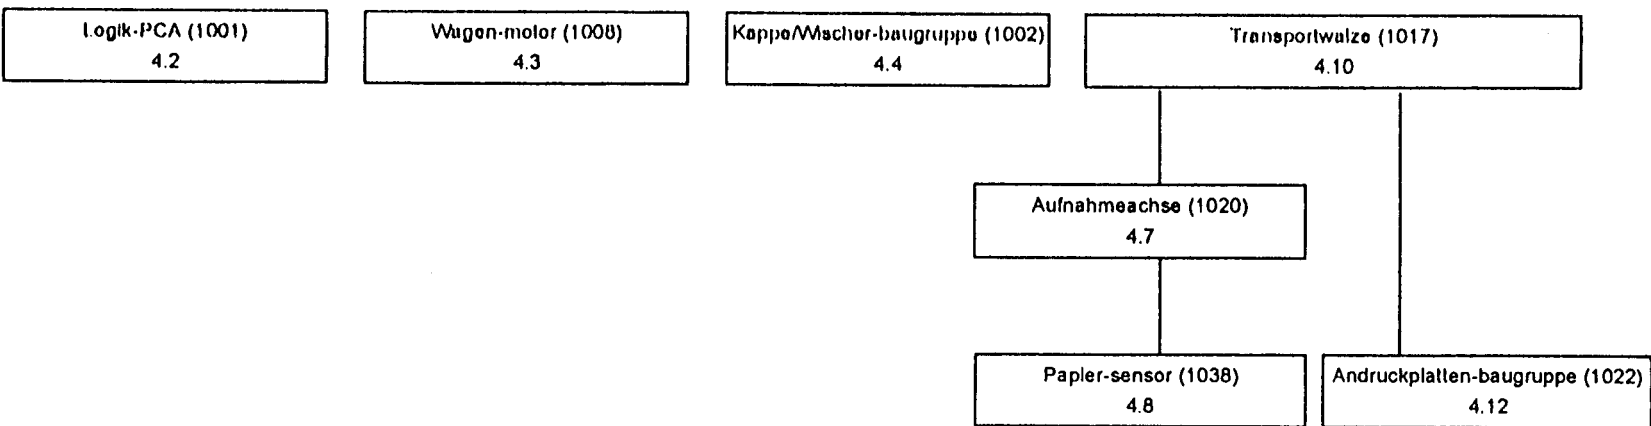 Logik-PCA (1001)
4.2
Wagen-motor (1008)
4.3
Kappe/Wischer-baugruppe (1002)
4.4
Transportwalze (1017)
4.10
Aufnahmeachse (1020)
4.7
Papier-sensor (1038)
4.8
Andruckplatten-baugruppe (1022)
4.12